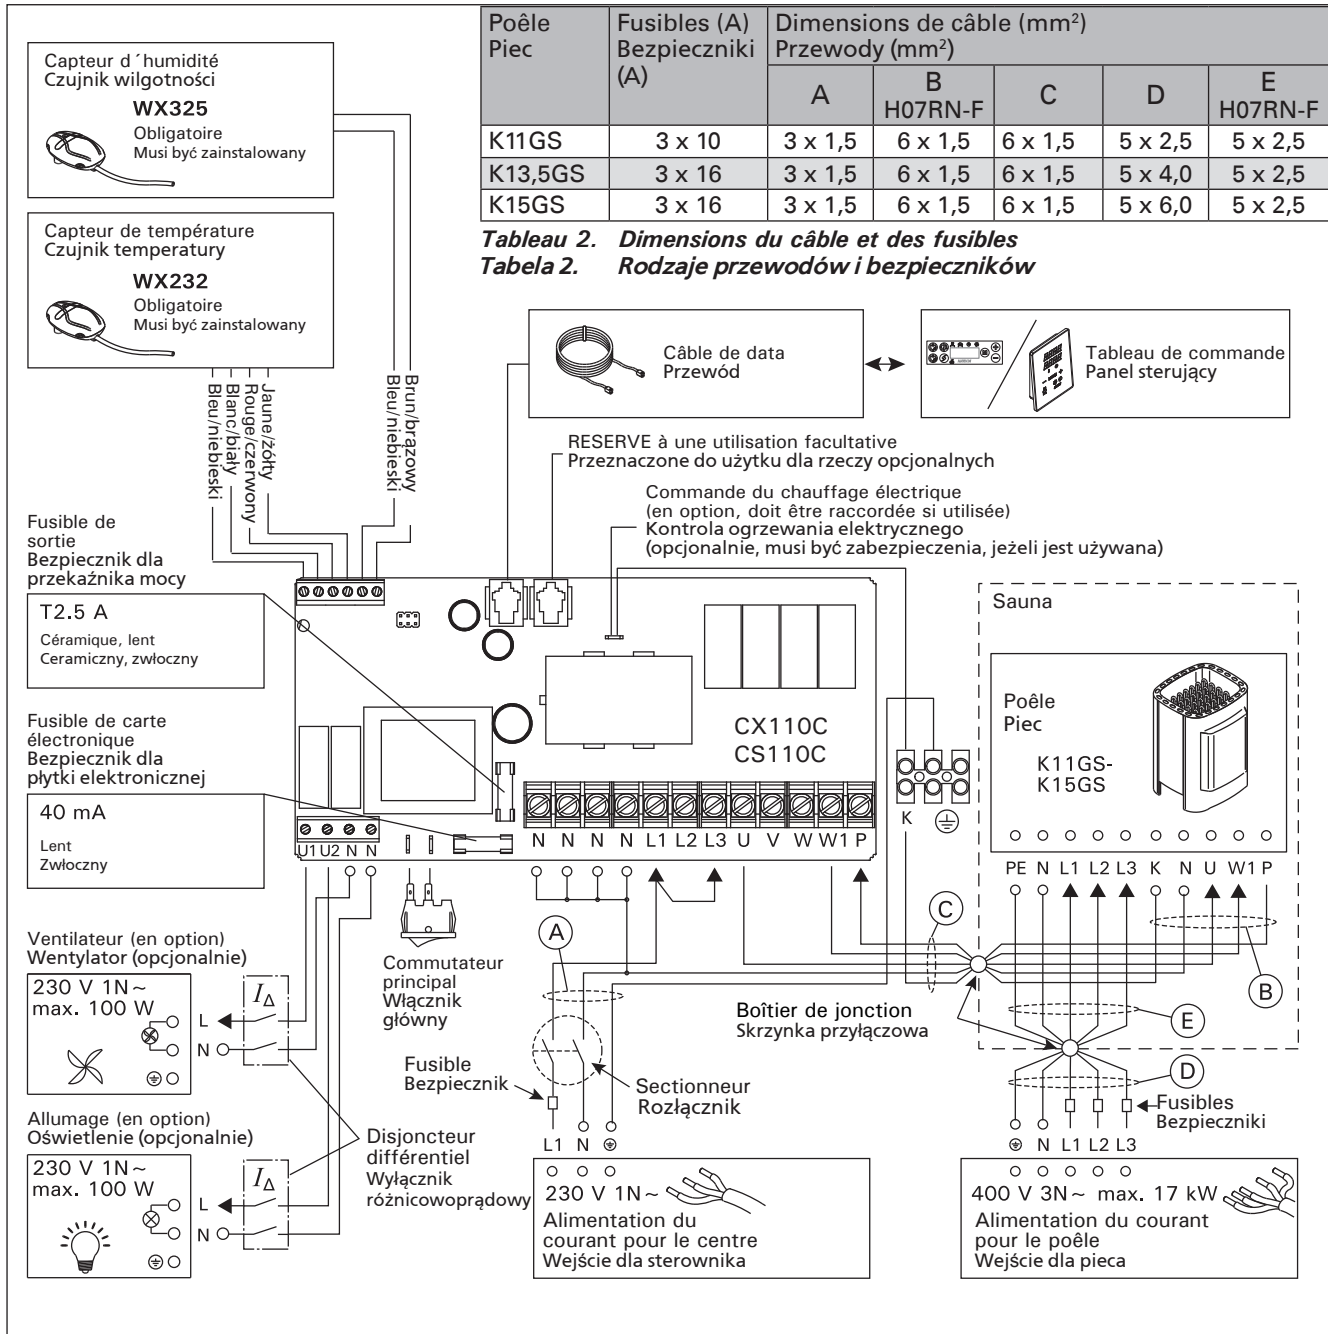 Poêle
Piec
Fusibles (A)
Bezpieczniki
(A)
Dimensions de câble (mm²)
Przewody (mm²)
A
B
H07RN-F
C
D
E
H07RN-F
K11GS 3 x 10 3 x 1,5 6 x 1,5 6 x 1,5 5 x 2,5 5 x 2,5
K13,5GS 3 x 16 3 x 1,5 6 x 1,5 6 x 1,5 5 x 4,0 5 x 2,5
K15GS 3 x 16 3 x 1,5 6 x 1,5 6 x 1,5 5 x 6,0 5 x 2,5
Tableau 2. Dimensions du câble et des fusibles
Tabela 2. Rodzaje przewodów i bezpieczników
Capteur d´humidité
Czujnik wilgotności
WX325
Obligatoire
Musi być zainstalowany
Capteur de température
Czujnik temperatury
WX232
Obligatoire
Musi być zainstalowany
Bleu/niebieski
Blanc/biały
Rouge/czerwony
Jaune/żółty
Bleu/niebieski
Brun/brązowy
Câble de data
Przewód
Tableau de commande
Panel sterujący
RESERVE à une utilisation facultative
Przeznaczone do użytku dla rzeczy opcjonalnych
Commande du chauffage électrique
(en option, doit être raccordée si utilisée)
Kontrola ogrzewania elektrycznego
(opcjonalnie, musi być zabezpieczenia, jeżeli jest używana)
Fusible de
sortie
Bezpiecznik dla
przekaźnika mocy
T2.5 A
Céramique, lent
Ceramiczny, zwłoczny
Fusible de carte
électronique
Bezpiecznik dla
płytki elektronicznej
40 mA
Lent
Zwłoczny
CX110C
CS110C
U1 U2 N N
N N N N L1 L2 L3 U V W W1 P
K
Sauna
Poêle
Piec
K11GS-
K15GS
PE N L1 L2 L3 K N U W1 P
A
C
B
E
D
Commutateur
principal
Włącznik
główny
Boîtier de jonction
Skrzynka przyłączowa
Ventilateur (en option)
Wentylator (opcjonalnie)
230 V 1N~
max. 100 W
L
N
I∆
Fusible
Bezpiecznik
Sectionneur
Rozłącznik
Fusibles
Bezpieczniki
Allumage (en option)
Oświetlenie (opcjonalnie)
230 V 1N~
max. 100 W
L
N
I∆
Disjoncteur
différentiel
Wyłącznik
różnicowoprądowy
L1 N
230 V 1N~
Alimentation du
courant pour le centre
Wejście dla sterownika
N L1 L2 L3
400 V 3N~ max. 17 kW
Alimentation du courant
pour le poêle
Wejście dla pieca